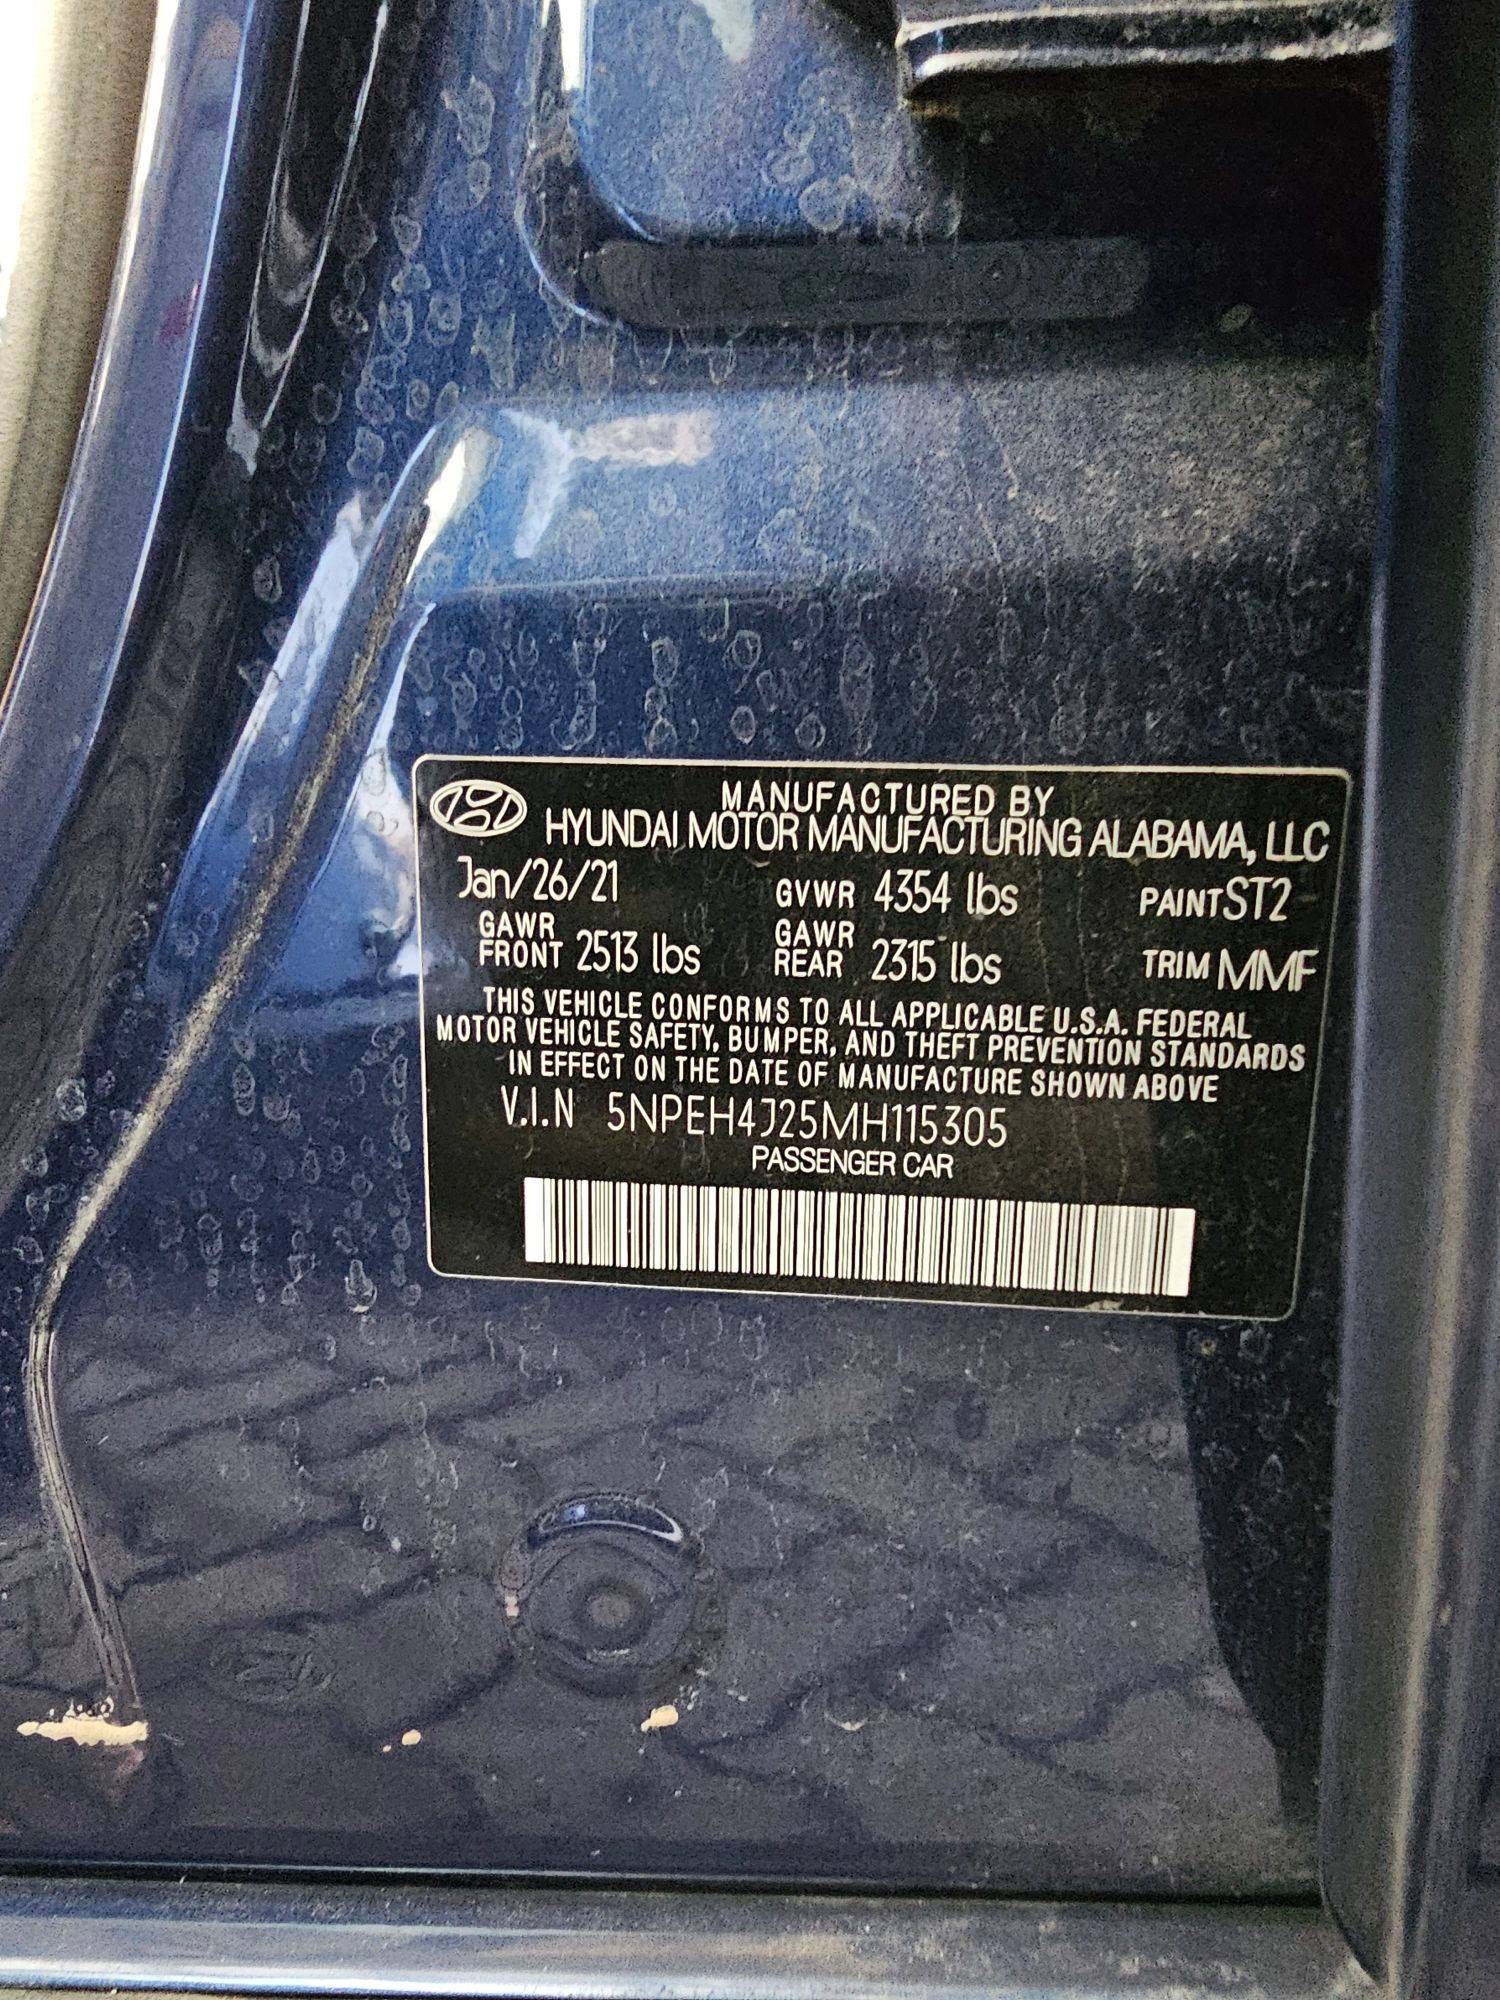 MANUFACTURED BY
HYUNDAI MOTOR MANUFACTURING ALABAMA, LLC
Jan/26/21 GVWR 4354 lbs PAINT ST2
GAWR FRONT 2513 lbs GAWR REAR 2315 lbs TRIM MMF
THIS VEHICLE CONFORMS TO ALL APPLICABLE U.S.A. FEDERAL
MOTOR VEHICLE SAFETY, BUMPER, AND THEFT PREVENTION STANDARDS
IN EFFECT ON THE DATE OF MANUFACTURE SHOWN ABOVE
V.I.N 5NPEH4J25MH115305
PASSENGER CAR